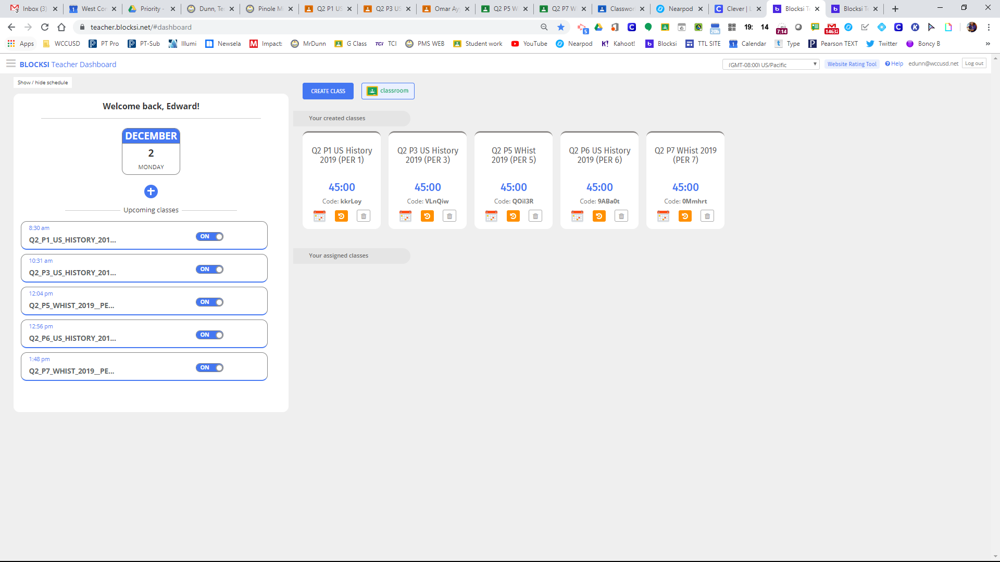 Inbox (3)
West Cor
Priority -
Dunn, Te
Pinole M
Q2 P1 US
Q2 P3 US
Omar Ay
Q2 P5 W
Q2 P7 W
Classwor
Nearpod
Clever | L
Blocksi T
Blocksi Te
teacher.blocksi.net/#dashboard
5
20h
19:
14
7:14
14632
Apps
WCCUSD
PT Pro
PT-Sub
Illumi
Newsela
Impact:
MrDunn
G Class
TCi TCI
PMS WEB
Student work
YouTube
Nearpod
K! Kahoot!
Blocksi
TTL SITE
Calendar
Type
Pearson TEXT
Twitter
Boncy B
»
BLOCKSI Teacher Dashboard
(GMT-08:00) US/Pacific
Website Rating Tool
Help
edunn@wccusd.net
Log out
Show / hide schedule
Welcome back, Edward!
DECEMBER
2
MONDAY
Upcoming classes
8:30 am
Q2_P1_US_HISTORY_201...
ON
10:31 am
Q2_P3_US_HISTORY_201...
ON
12:04 pm
Q2_P5_WHIST_2019__PE...
ON
12:56 pm
Q2_P6_US_HISTORY_201...
ON
1:48 pm
Q2_P7_WHIST_2019__PE...
ON
CREATE CLASS
classroom
Your created classes
Q2 P1 US History
2019 (PER 1)
45:00
Code: kkrLoy
Q2 P3 US History
2019 (PER 3)
45:00
Code: VLnQiw
Q2 P5 WHist
2019 (PER 5)
45:00
Code: QOil3R
Q2 P6 US History
2019 (PER 6)
45:00
Code: 9ABa0t
Q2 P7 WHist 2019
(PER 7)
45:00
Code: 0Mmhrt
Your assigned classes